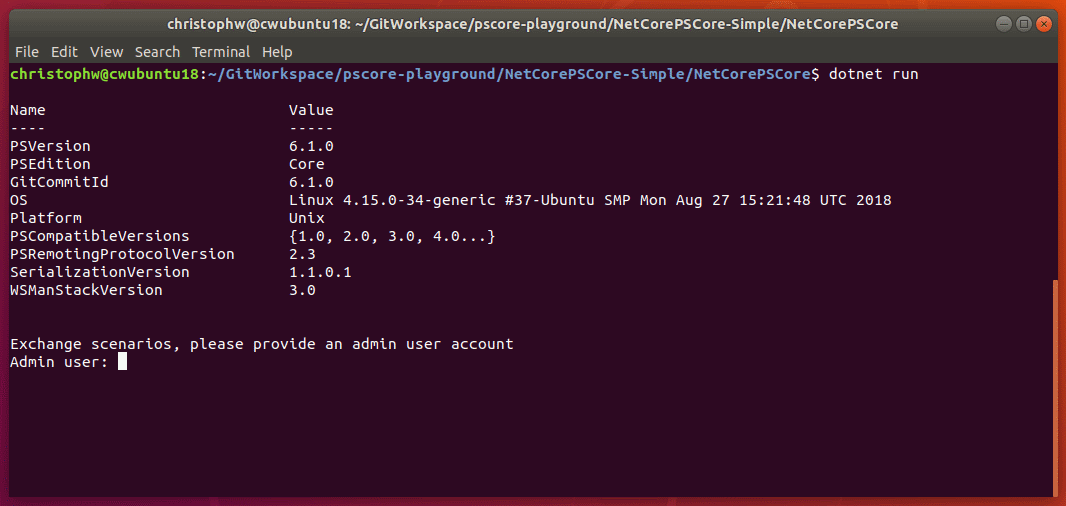 christophw@cwubuntu18: ~/GitWorkspace/pscore-playground/NetCorePSCore-Simple/NetCorePSCore
File Edit View Search Terminal Help
christophw@cwubuntu18:~/GitWorkspace/pscore-playground/NetCorePSCore-Simple/NetCorePSCore$ dotnet run
Name Value
---- -----
PSVersion 6.1.0
PSEdition Core
GitCommitId 6.1.0
OS Linux 4.15.0-34-generic #37-Ubuntu SMP Mon Aug 27 15:21:48 UTC 2018
Platform Unix
PSCompatibleVersions {1.0, 2.0, 3.0, 4.0...}
PSRemotingProtocolVersion 2.3
SerializationVersion 1.1.0.1
WSManStackVersion 3.0
Exchange scenarios, please provide an admin user account
Admin user: